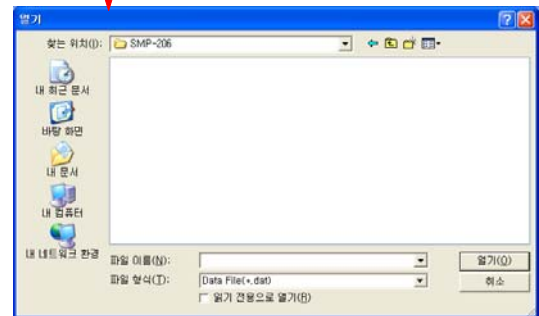 열기
찾는 위치(I): SMP-206
내 최근 문서
바탕 화면
내 문서
내 컴퓨터
내 네트워크 환경
파일 이름(N): 열기(O)
파일 형식(T): Data File(*.dat) 취소
읽기 전용으로 열기(R)